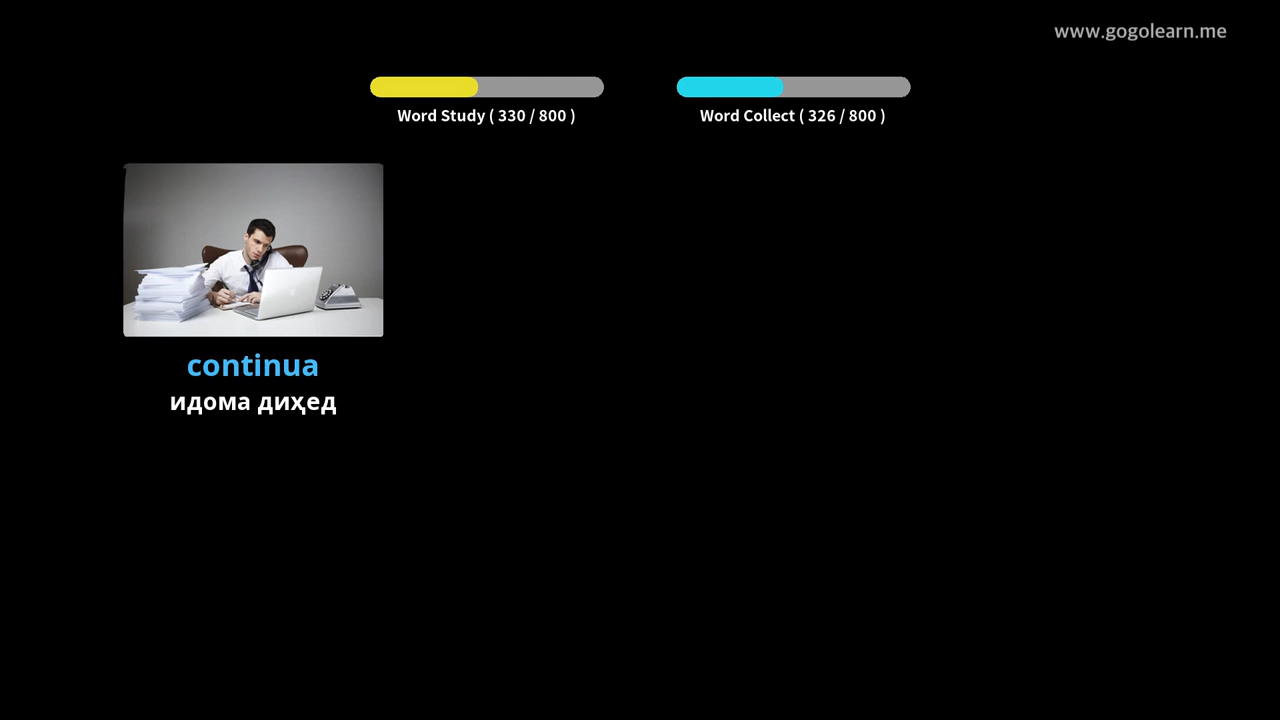 www.gogolearn.me
Word Study ( 330 / 800 )
Word Collect ( 326 / 800 )
continua
идома диҳед